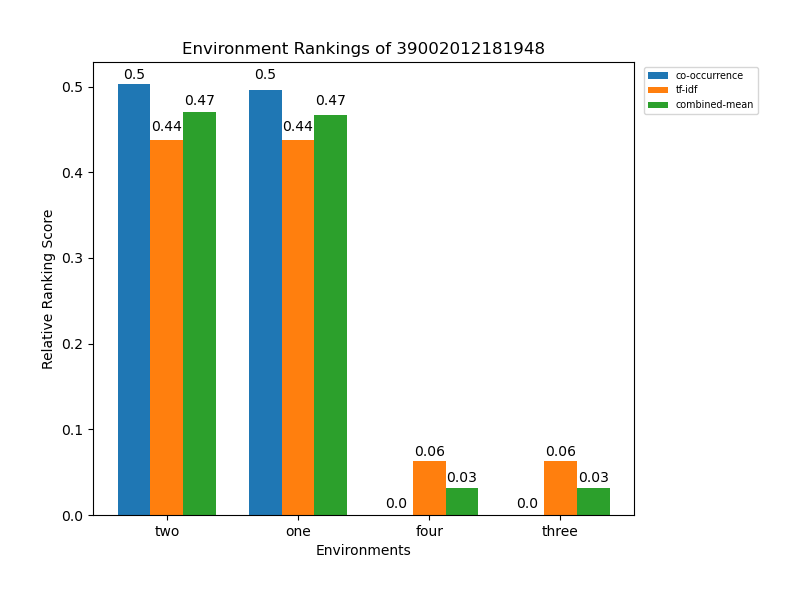 Environment Rankings of 39002012181948
co-occurrence
tf-idf
combined-mean
Relative Ranking Score
0.5
0.4
0.3
0.2
0.1
0.0
0.5
0.44
0.47
0.5
0.44
0.47
0.0
0.06
0.03
0.0
0.06
0.03
two
one
four
three
Environments